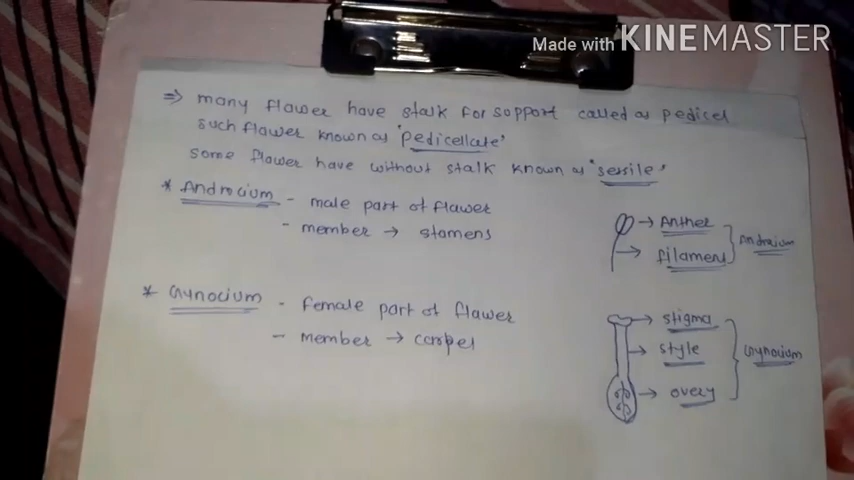 Made with KINEMASTER
⇒ many flower have stalk for support called as pedicel
such flower known as 'pedicellate'
some flower have without stalk known as 'sessile'
* Androcium - male part of flower
- member → stamens
→ Anther
→ filament
Androcium
* Gynocium - female part of flower
- member → carpel
→ stigma
→ style
→ overy
Gynocium